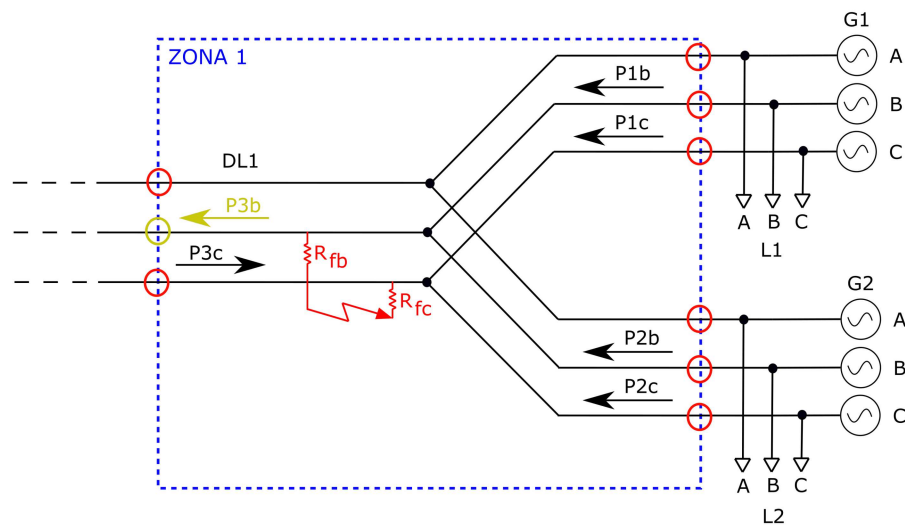 G1
ZONA 1
A
P1b
B
P1c
C
DL1
P3b
A B C
L1
P3c
Rfb
Rfc
G2
A
P2b
B
P2c
C
A B C
L2